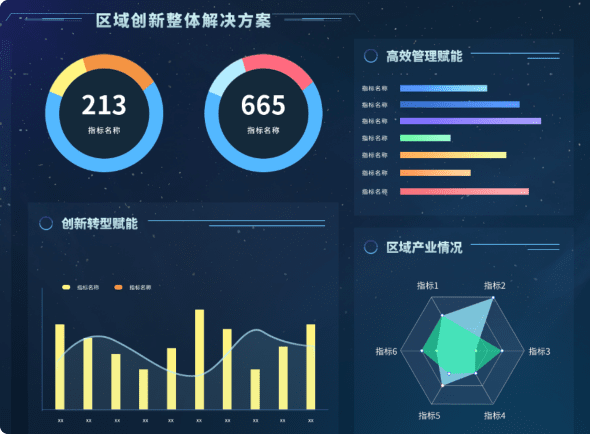 区域创新整体解决方案
213
指标名称
665
指标名称
高效管理赋能
指标名称
指标名称
指标名称
指标名称
指标名称
指标名称
指标名称
创新转型赋能
指标名称 指标名称
xx xx xx xx xx xx xx xx xx xx
区域产业情况
指标1 指标2
指标6 指标3
指标5 指标4